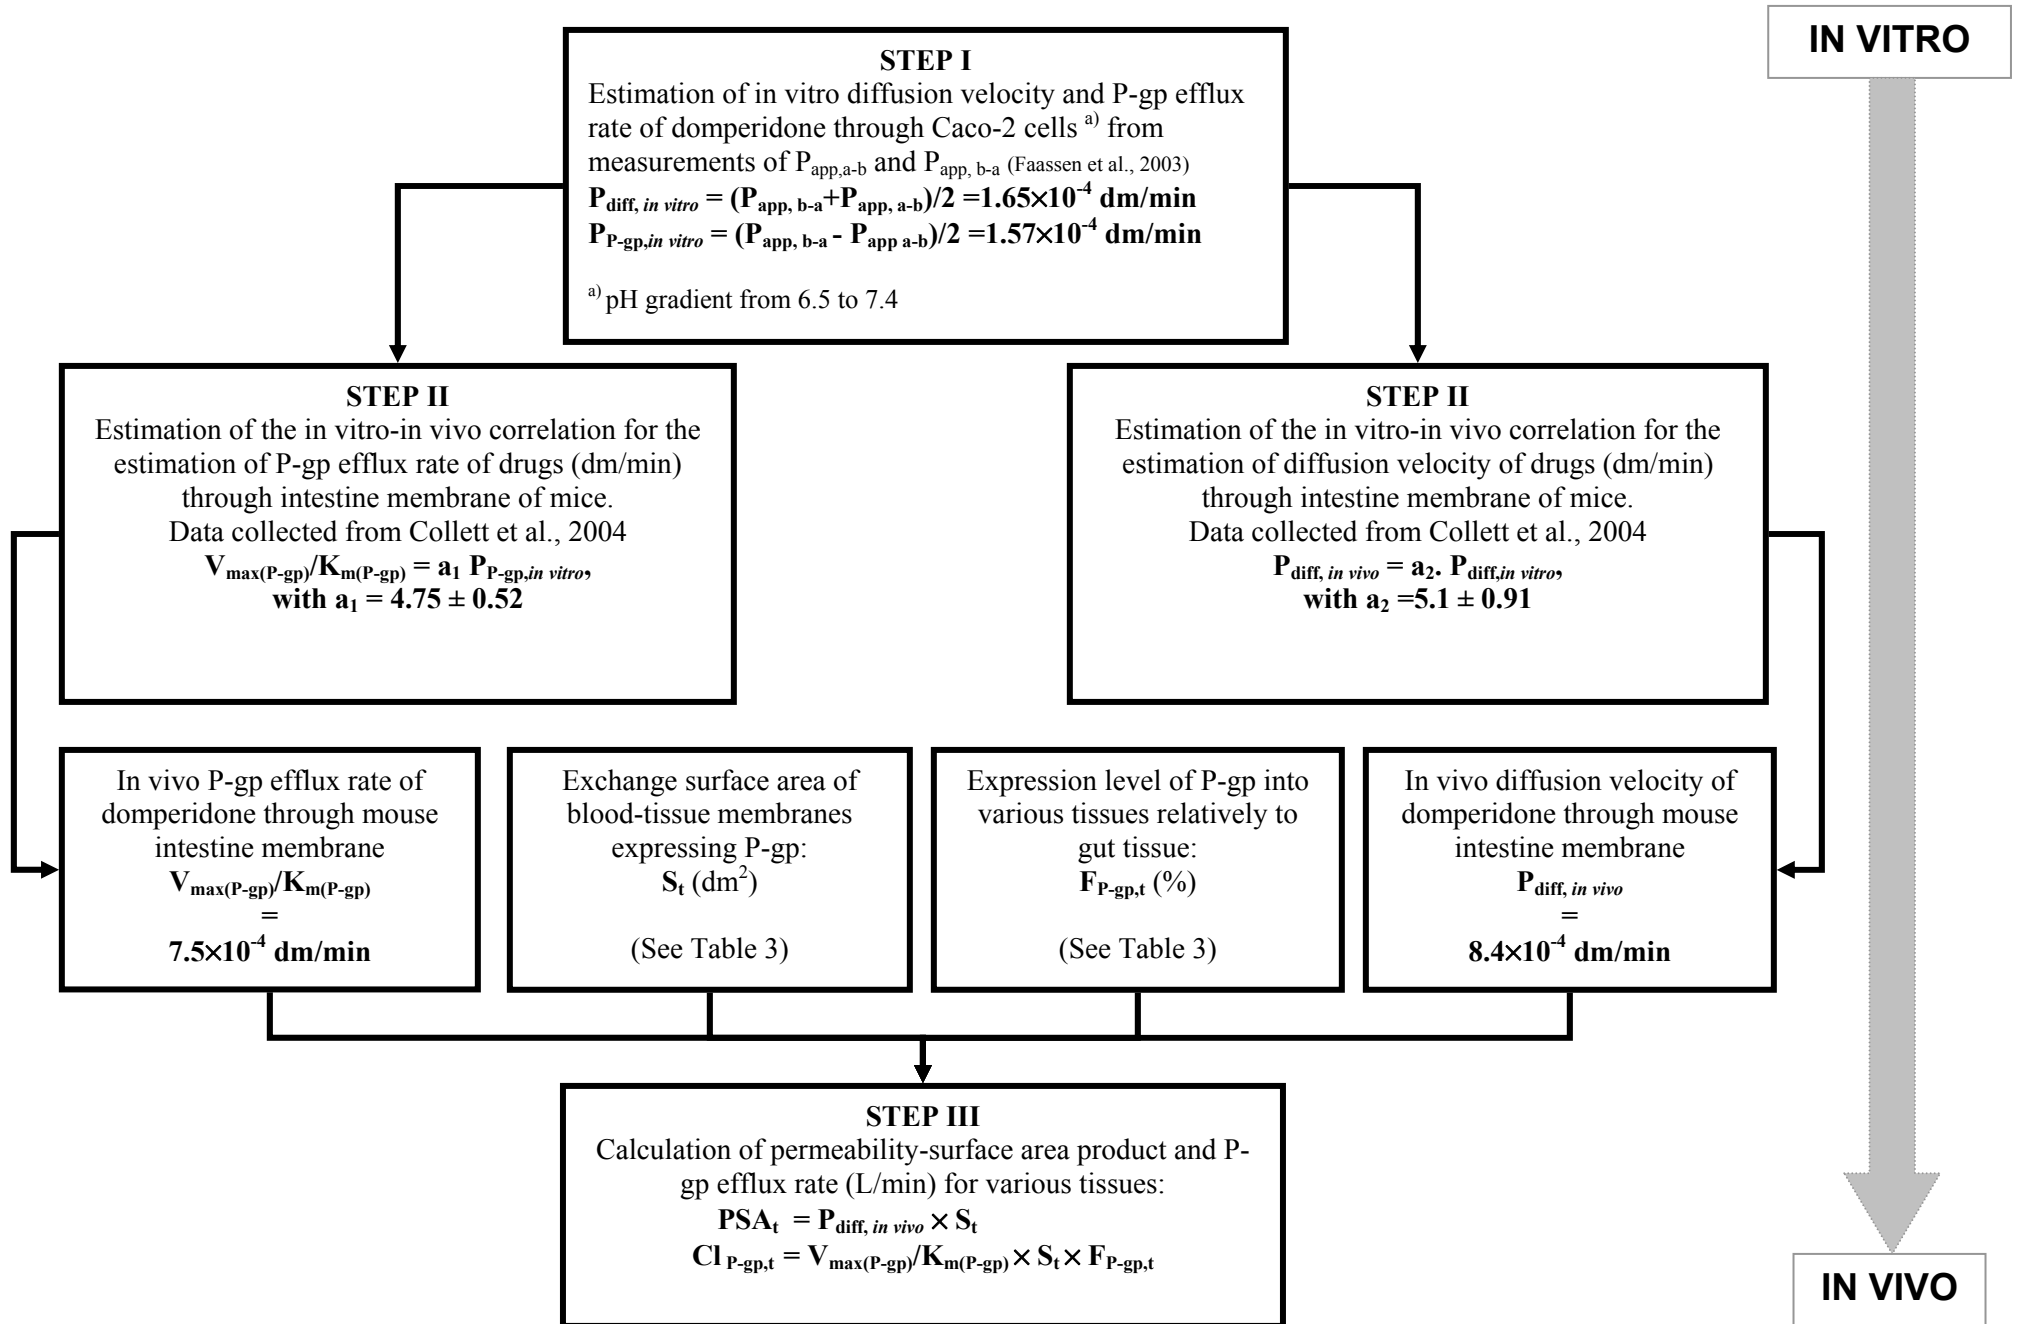 IN VITRO
STEP I
Estimation of in vitro diffusion velocity and P-gp efflux
rate of domperidone through Caco-2 cells a) from
measurements of Papp,a-b and Papp, b-a (Faassen et al., 2003)
Pdiff, in vitro = (Papp, b-a+Papp, a-b)/2 =1.65×10-4 dm/min
PP-gp,in vitro = (Papp, b-a - Papp a-b)/2 =1.57×10-4 dm/min
a) pH gradient from 6.5 to 7.4
STEP II
Estimation of the in vitro-in vivo correlation for the
estimation of P-gp efflux rate of drugs (dm/min)
through intestine membrane of mice.
Data collected from Collett et al., 2004
Vmax(P-gp)/Km(P-gp) = a1 PP-gp,in vitro,
with a1 = 4.75 ± 0.52
STEP II
Estimation of the in vitro-in vivo correlation for the
estimation of diffusion velocity of drugs (dm/min)
through intestine membrane of mice.
Data collected from Collett et al., 2004
Pdiff, in vivo = a2. Pdiff,in vitro,
with a2 =5.1 ± 0.91
In vivo P-gp efflux rate of
domperidone through mouse
intestine membrane
Vmax(P-gp)/Km(P-gp)
=
7.5×10-4 dm/min
Exchange surface area of
blood-tissue membranes
expressing P-gp:
St (dm2)
(See Table 3)
Expression level of P-gp into
various tissues relatively to
gut tissue:
FP-gp,t (%)
(See Table 3)
In vivo diffusion velocity of
domperidone through mouse
intestine membrane
Pdiff, in vivo
=
8.4×10-4 dm/min
STEP III
Calculation of permeability-surface area product and P-
gp efflux rate (L/min) for various tissues:
PSAt = Pdiff, in vivo × St
Cl P-gp,t = Vmax(P-gp)/Km(P-gp) × St × FP-gp,t
IN VIVO